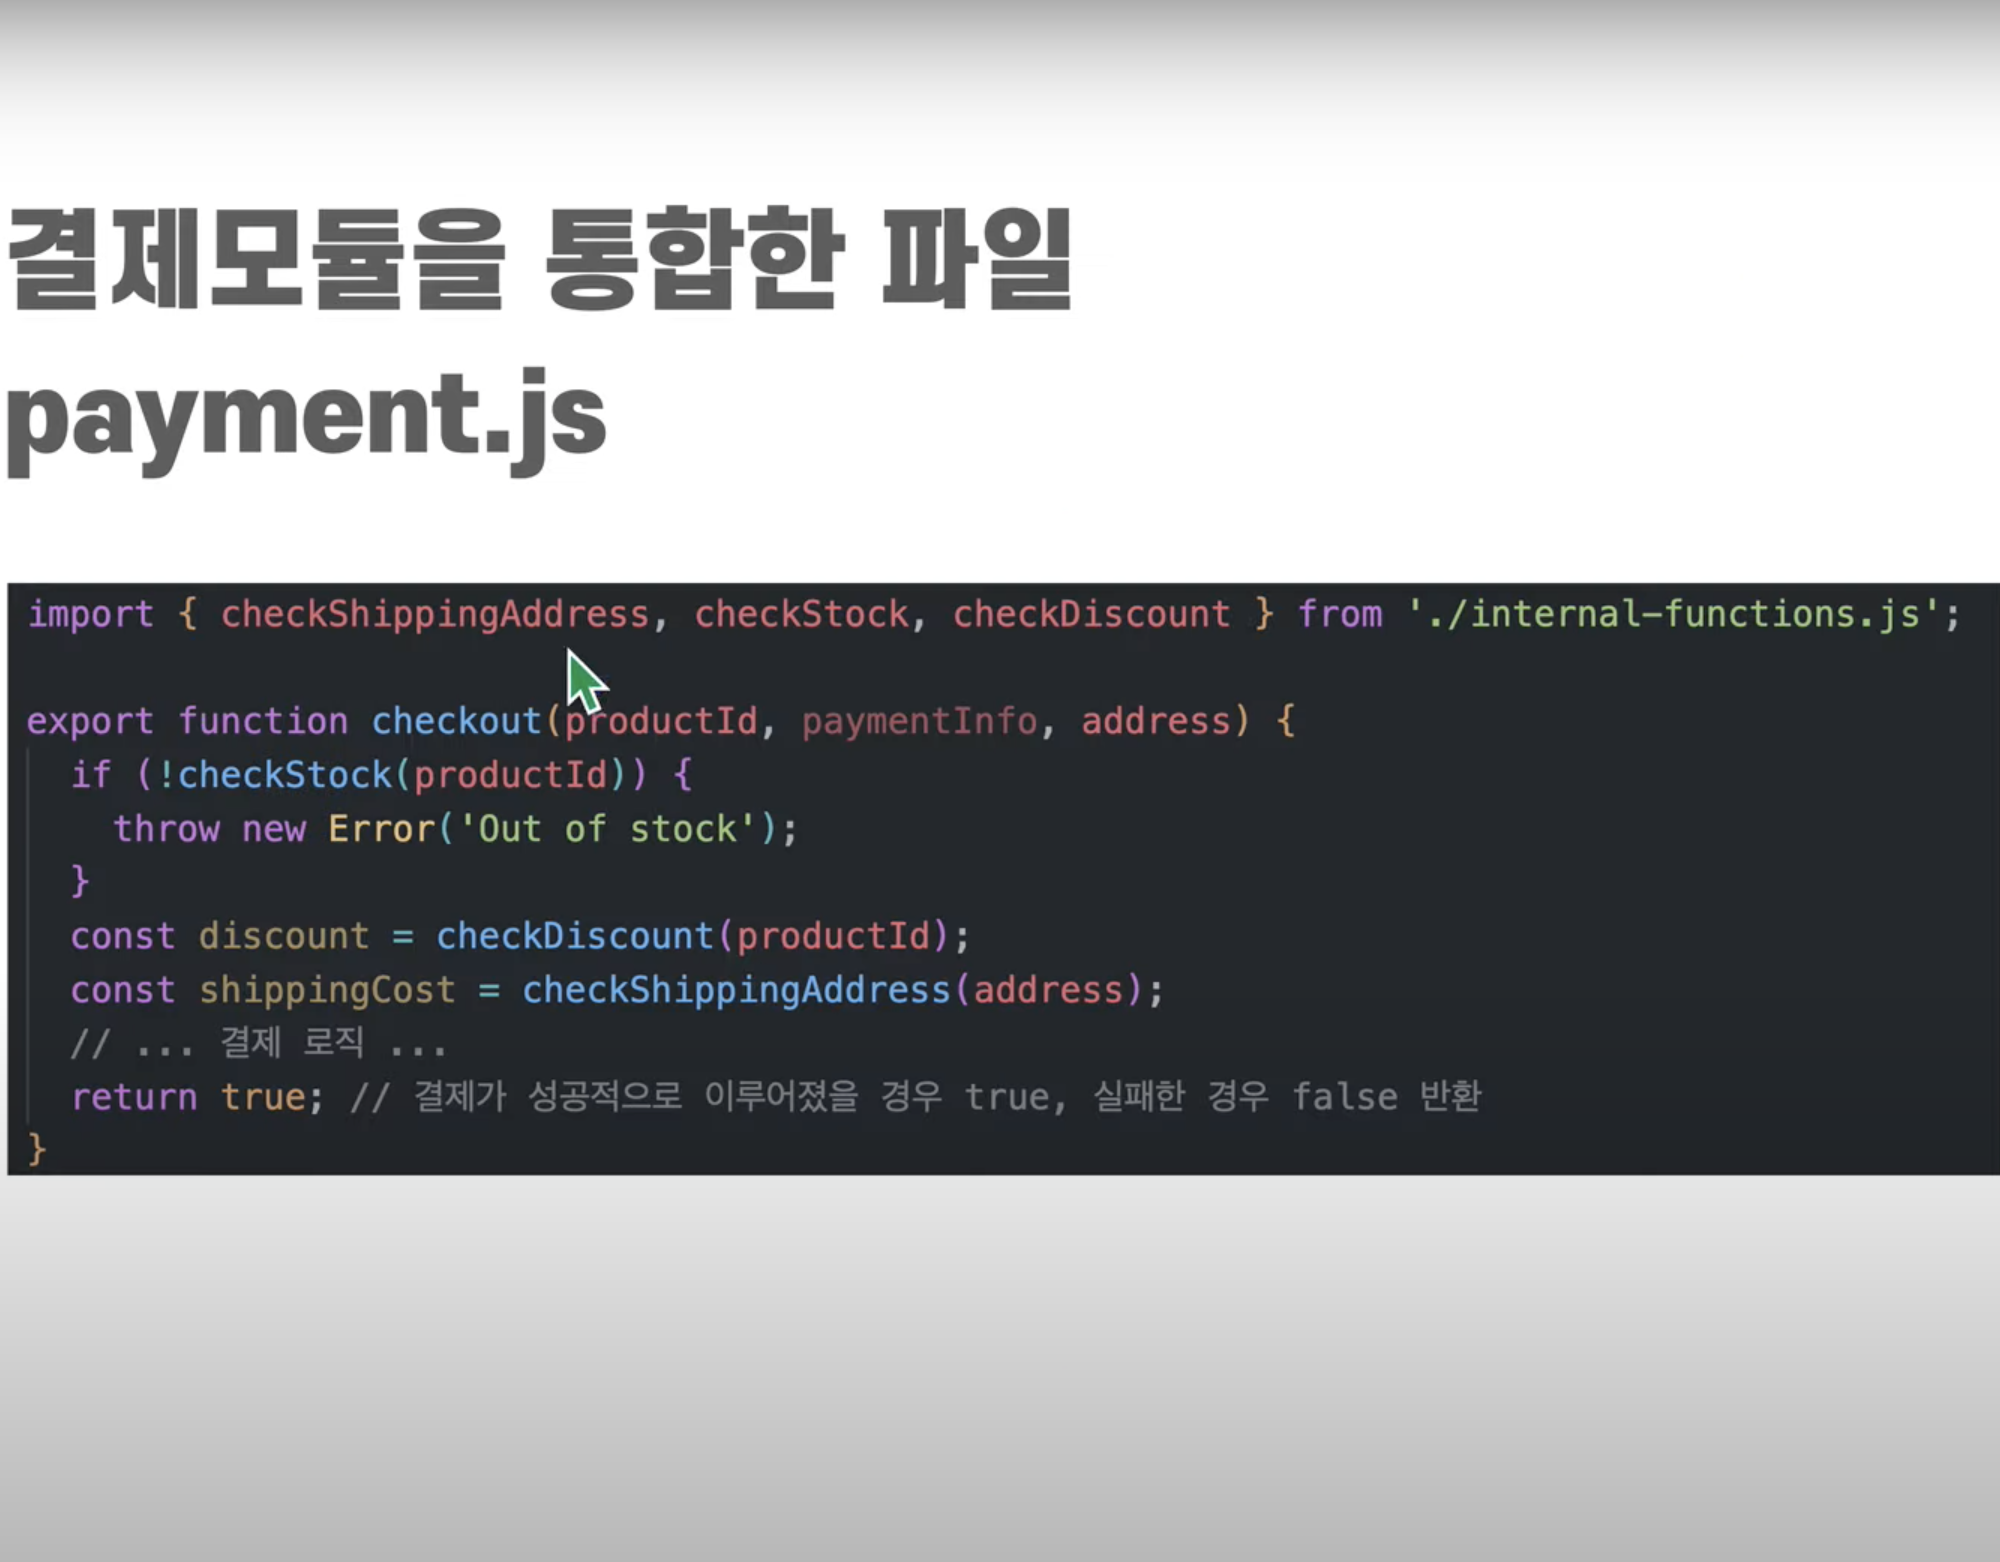 결제모듈을 통합한 파일
payment.js
import { checkShippingAddress, checkStock, checkDiscount } from './internal-functions.js';
export function checkout(productId, paymentInfo, address) {
if (!checkStock(productId)) {
throw new Error('Out of stock');
}
const discount = checkDiscount(productId);
const shippingCost = checkShippingAddress(address);
// ... 결제 로직 ...
return true; // 결제가 성공적으로 이루어졌을 경우 true, 실패한 경우 false 반환
}